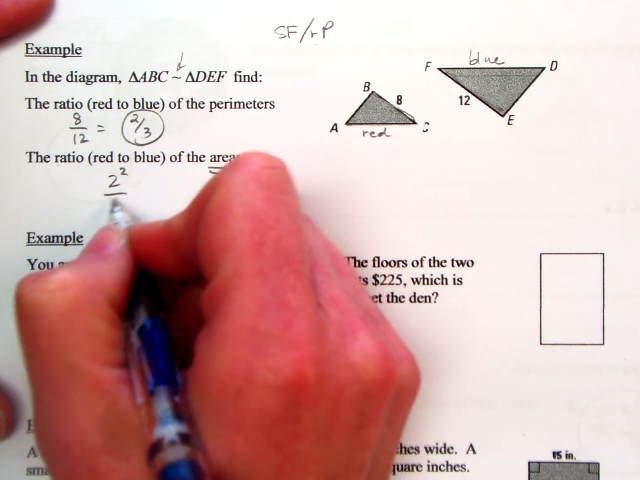 SF/rP
Example
In the diagram, ΔABC ~ ΔDEF find:
The ratio (red to blue) of the perimeters
8/12 = 2/3
The ratio (red to blue) of the area
2²
F blue D
B
8
12
A red C
E
Example
The floors of the two
$225, which is
the den?
15 in.
wide. A
square inches.